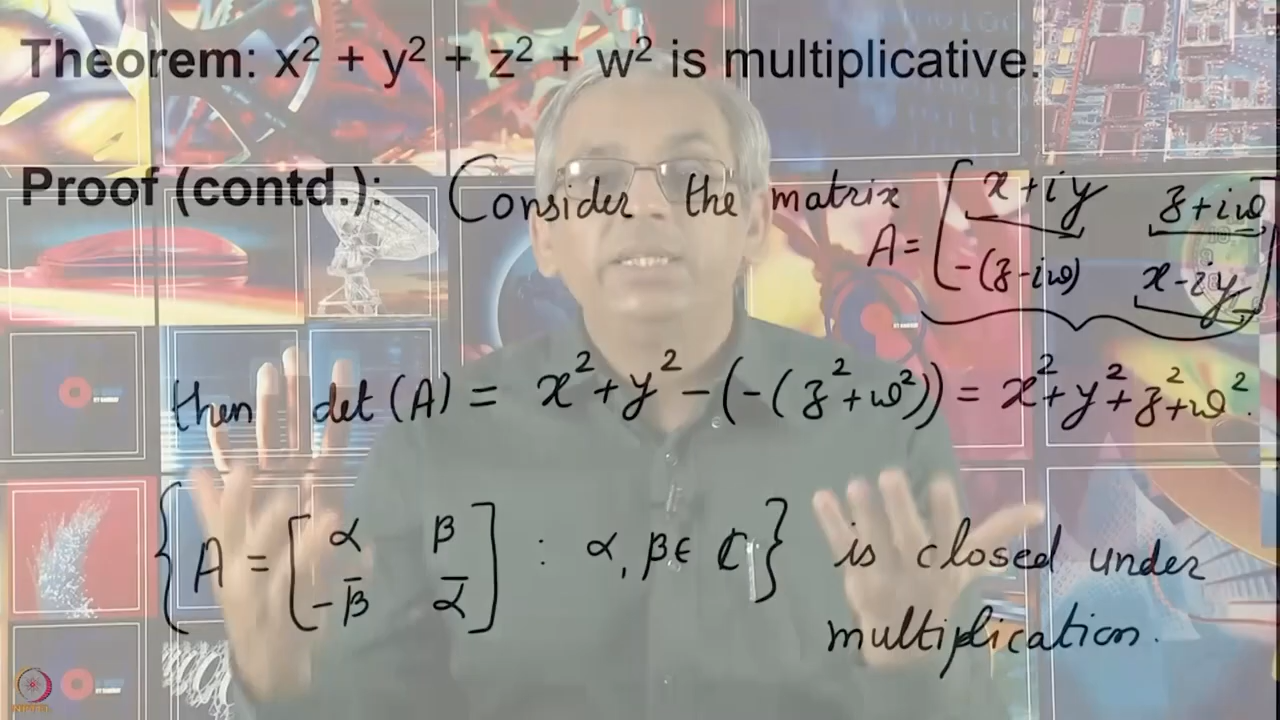 Theorem: x² + y² + z² + w² is multiplicative.
Proof (contd.): Consider the matrix A = [ x+iy z+iw
-(z-iw) x-iy ]
then det(A) = x²+y²-(-(z²+w²)) = x²+y²+z²+w².
{ A = [ α β
-β̄ ᾱ ] : α, β ∈ ℂ } is closed under
multiplication.
NPTEL